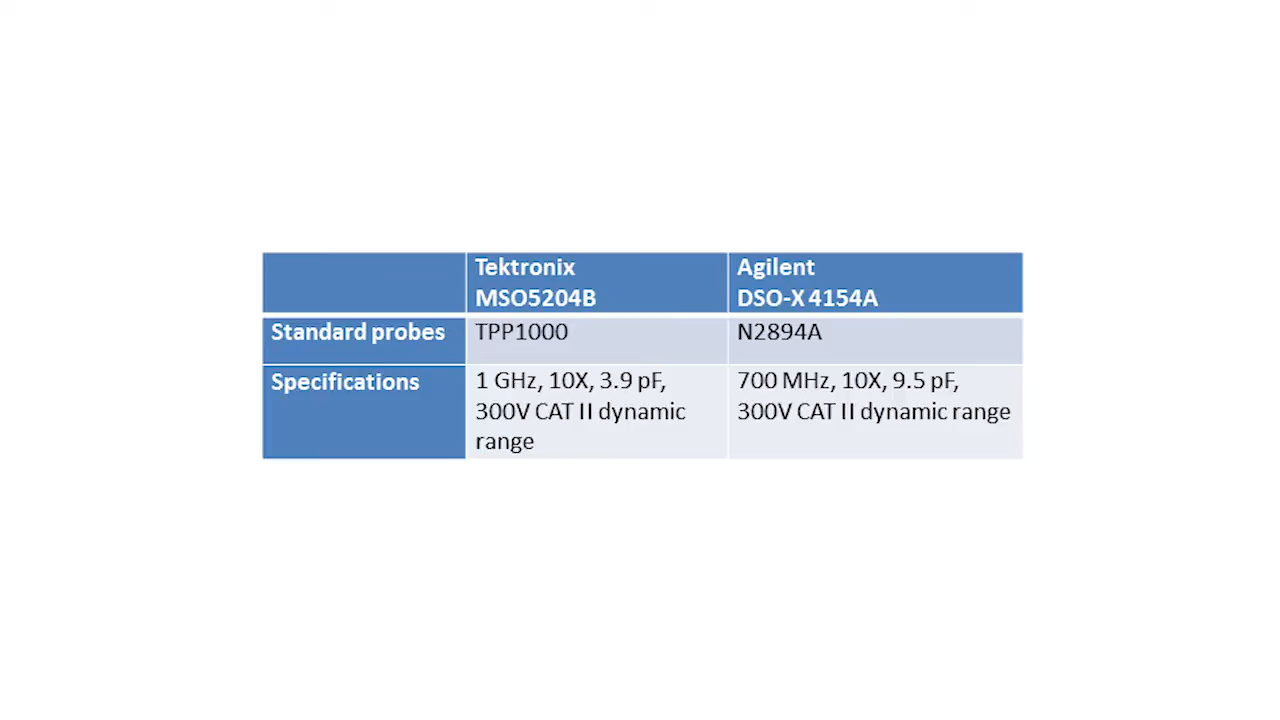 Tektronix
MSO5204B
Agilent
DSO-X 4154A
Standard probes
TPP1000
N2894A
Specifications
1 GHz, 10X, 3.9 pF,
300V CAT II dynamic
range
700 MHz, 10X, 9.5 pF,
300V CAT II dynamic range